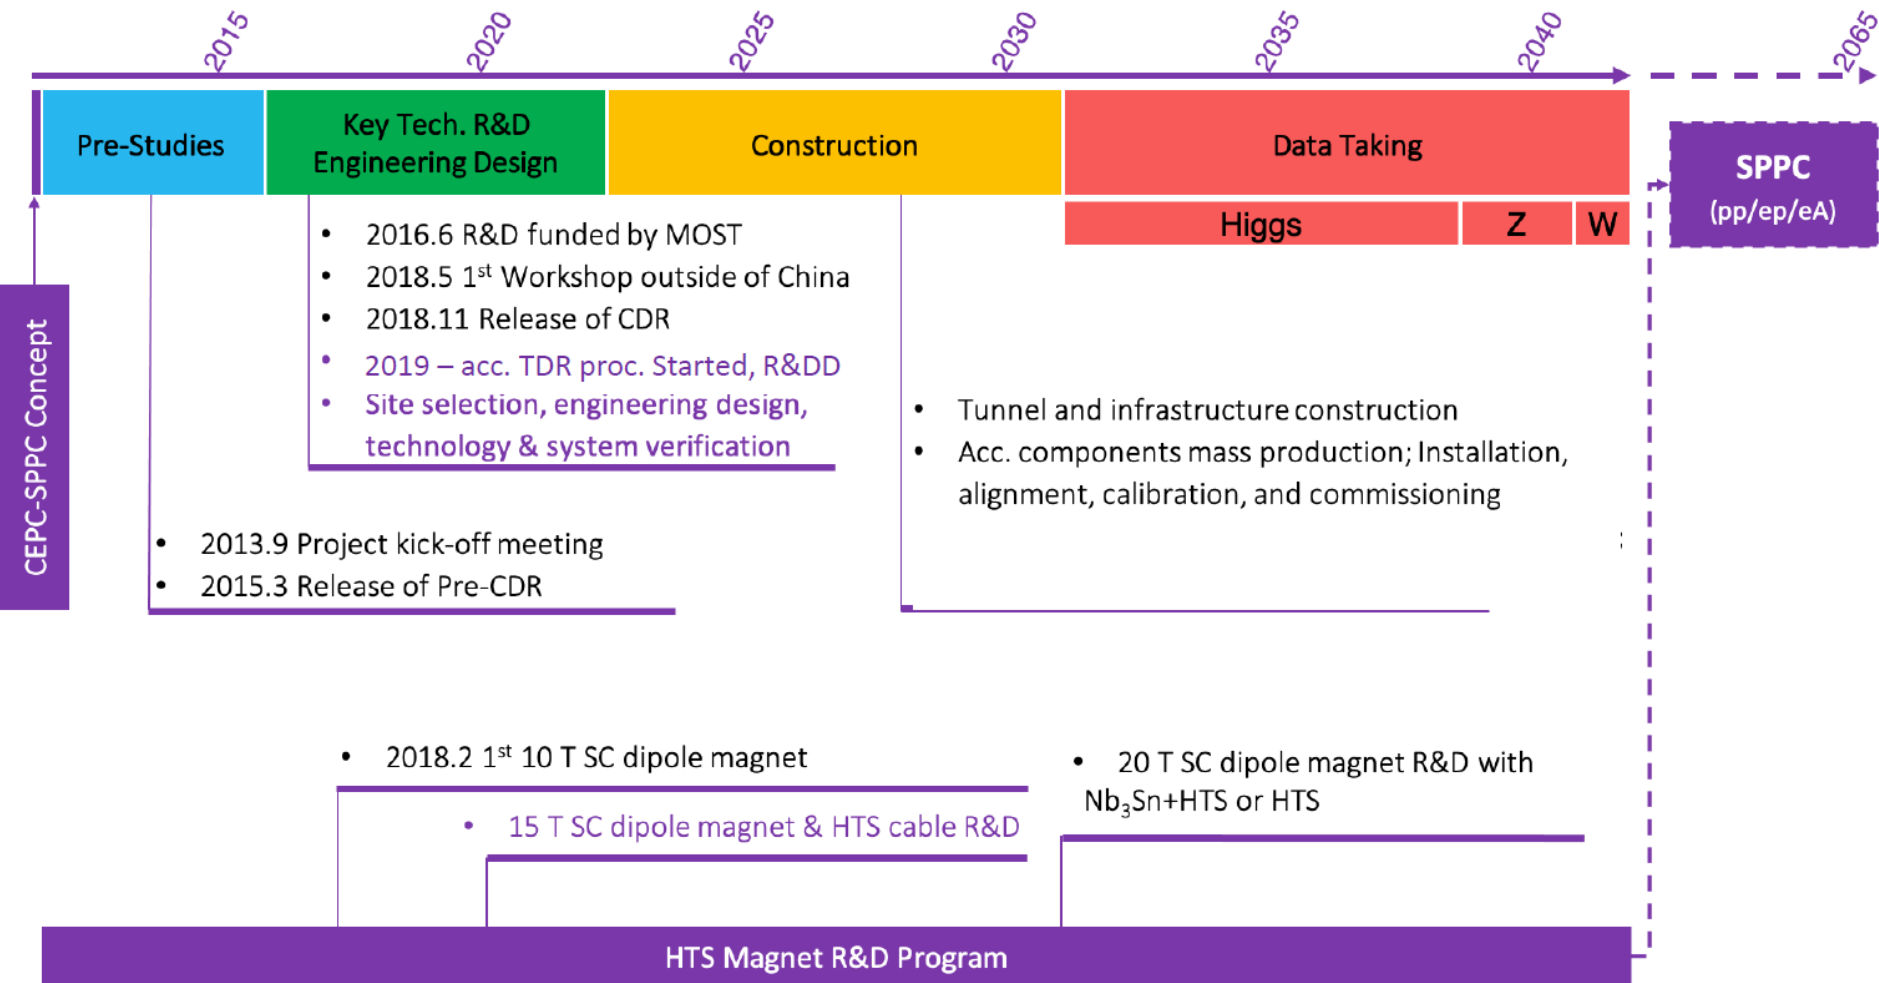 2015
2020
2025
2030
2035
2040
2065
Pre-Studies
Key Tech. R&D
Engineering Design
Construction
Data Taking
SPPC
(pp/ep/eA)
Higgs
Z
W
CEPC-SPPC Concept
• 2016.6 R&D funded by MOST
• 2018.5 1st Workshop outside of China
• 2018.11 Release of CDR
• 2019 – acc. TDR proc. Started, R&DD
• Site selection, engineering design,
technology & system verification
• Tunnel and infrastructure construction
• Acc. components mass production; Installation,
alignment, calibration, and commissioning
:
• 2013.9 Project kick-off meeting
• 2015.3 Release of Pre-CDR
• 2018.2 1st 10 T SC dipole magnet
• 15 T SC dipole magnet & HTS cable R&D
• 20 T SC dipole magnet R&D with
Nb3Sn+HTS or HTS
HTS Magnet R&D Program